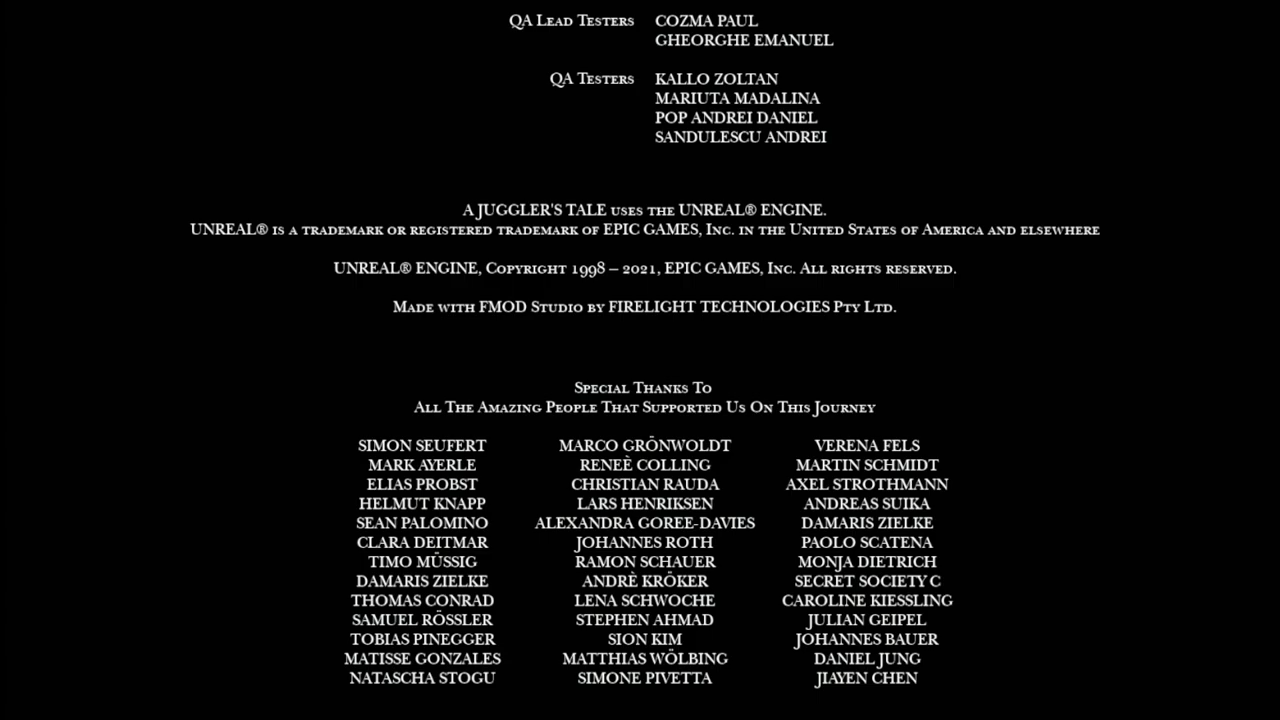 QA Lead Testers COZMA PAUL
GHEORGHE EMANUEL
QA Testers KALLO ZOLTAN
MARIUTA MADALINA
POP ANDREI DANIEL
SANDULESCU ANDREI
A JUGGLER'S TALE uses the UNREAL® ENGINE.
UNREAL® is a trademark or registered trademark of EPIC GAMES, Inc. in the United States of America and elsewhere
UNREAL® ENGINE, Copyright 1998 – 2021, EPIC GAMES, Inc. All rights reserved.
Made with FMOD Studio by FIRELIGHT TECHNOLOGIES Pty Ltd.
Special Thanks To
All The Amazing People That Supported Us On This Journey
SIMON SEUFERT MARCO GRÖNWOLDT VERENA FELS
MARK AYERLE RENEÈ COLLING MARTIN SCHMIDT
ELIAS PROBST CHRISTIAN RAUDA AXEL STROTHMANN
HELMUT KNAPP LARS HENRIKSEN ANDREAS SUIKA
SEAN PALOMINO ALEXANDRA GOREE-DAVIES DAMARIS ZIELKE
CLARA DEITMAR JOHANNES ROTH PAOLO SCATENA
TIMO MÜSSIG RAMON SCHAUER MONJA DIETRICH
DAMARIS ZIELKE ANDRÈ KRÖKER SECRET SOCIETY C
THOMAS CONRAD LENA SCHWOCHE CAROLINE KIESSLING
SAMUEL RÖSSLER STEPHEN AHMAD JULIAN GEIPEL
TOBIAS PINEGGER SION KIM JOHANNES BAUER
MATISSE GONZALES MATTHIAS WÖLBING DANIEL JUNG
NATASCHA STOGU SIMONE PIVETTA JIAYEN CHEN